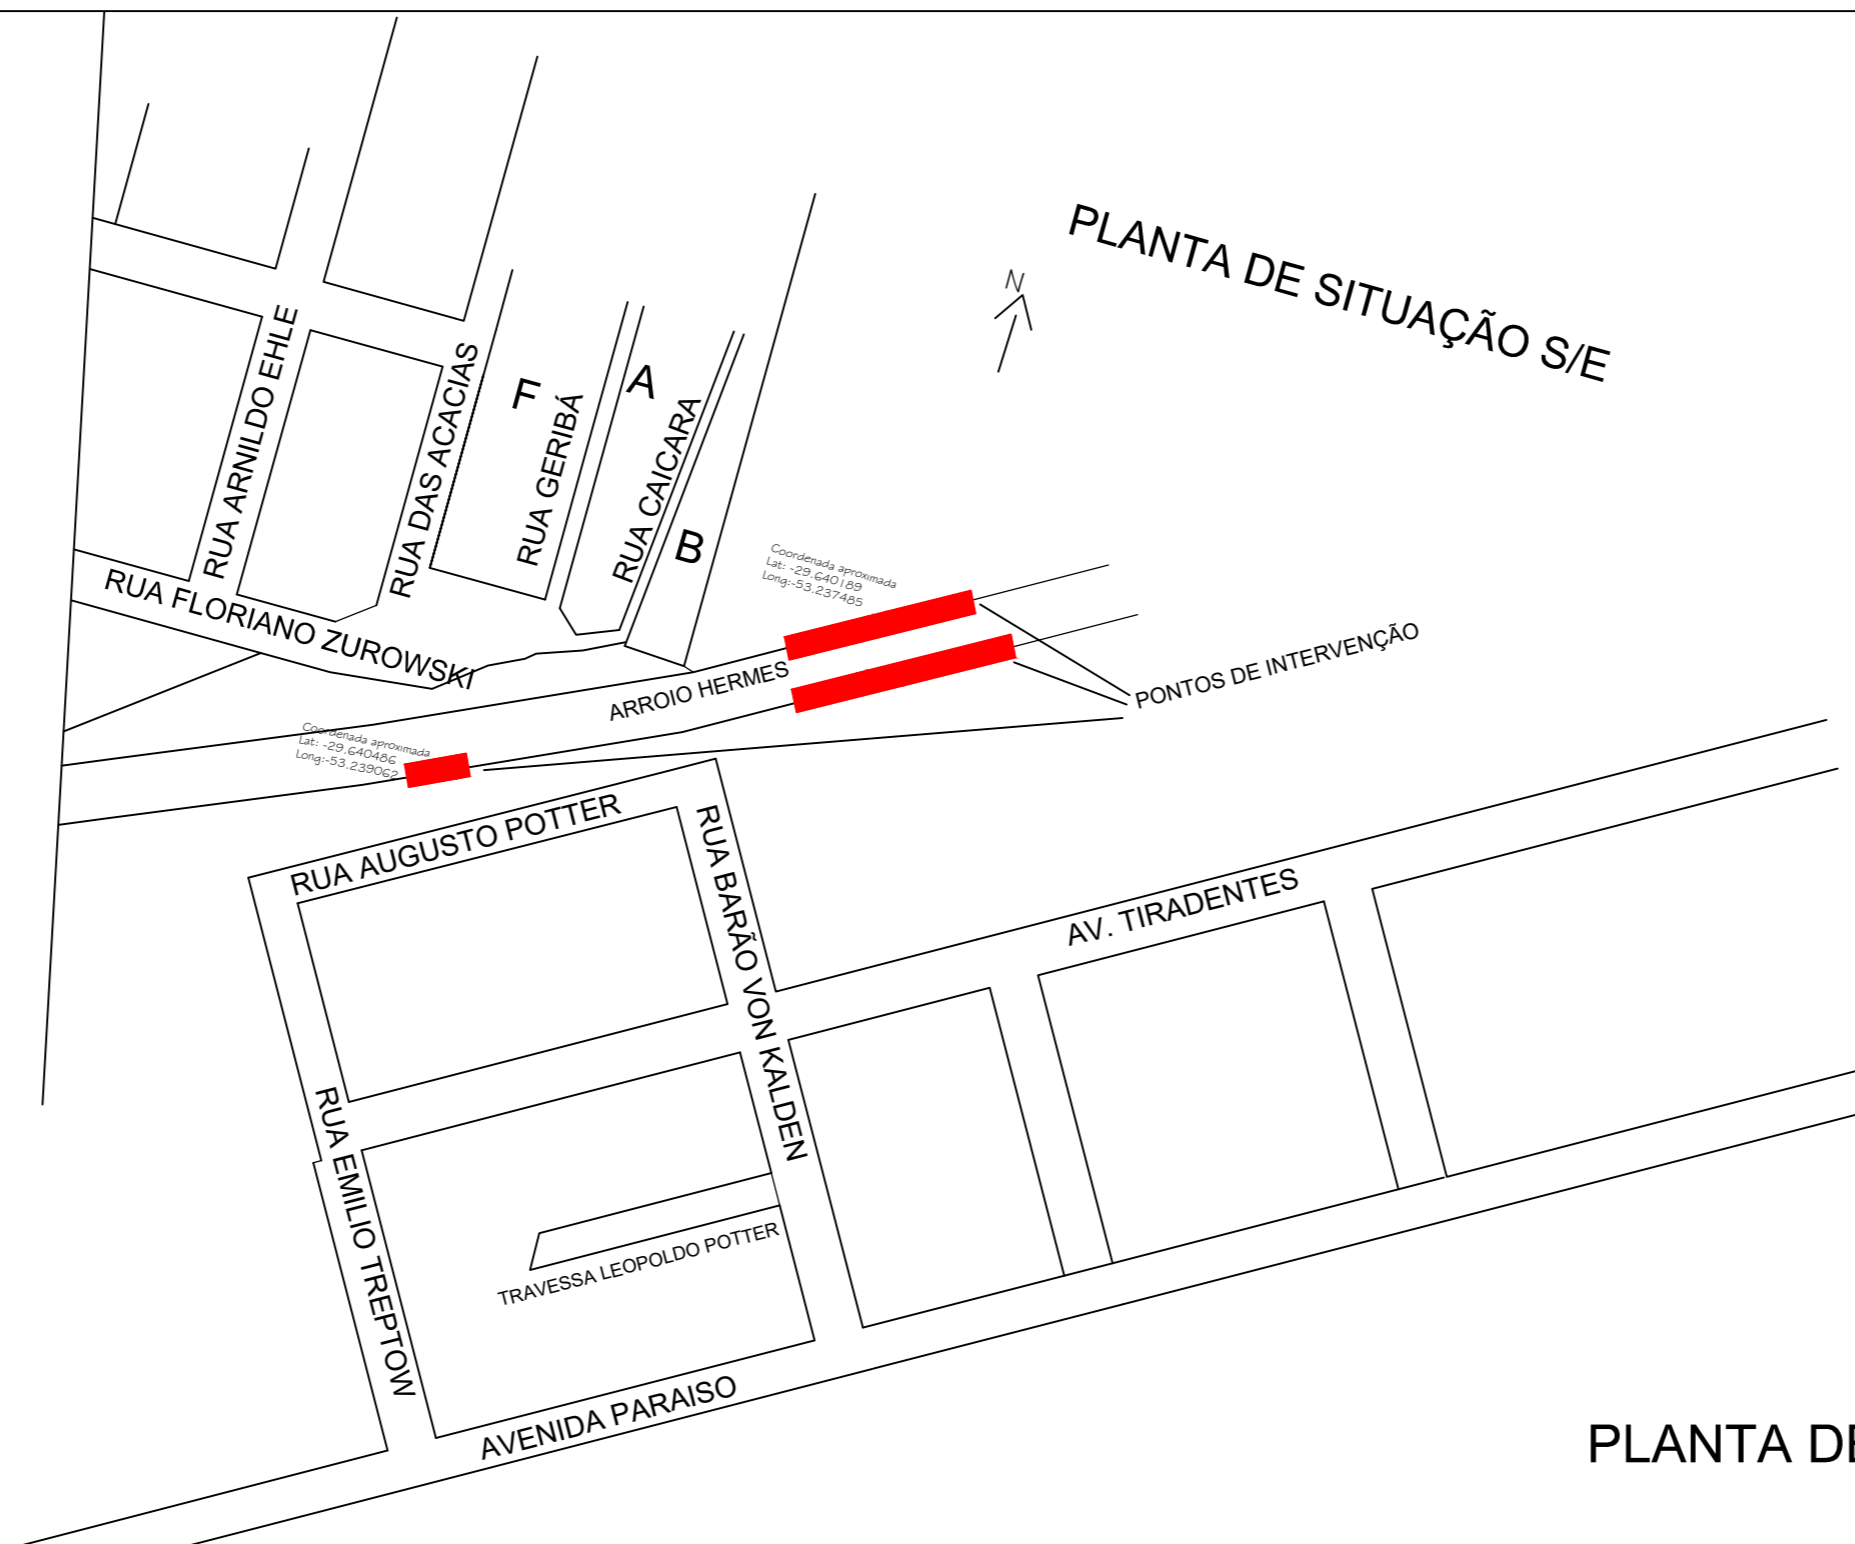 PLANTA DE SITUAÇÃO S/E
N
RUA ARNILDO EHLE
RUA DAS ACACIAS
F
RUA GERIBÁ
A
RUA CAICARA
B
Coordenada aproximada
Lat: -29.640189
Long:-53.237485
RUA FLORIANO ZUROWSKI
ARROIO HERMES
PONTOS DE INTERVENÇÃO
Coordenada aproximada
Lat: -29.640486
Long:-53.239062
RUA AUGUSTO POTTER
RUA BARÃO VON KALDEN
AV. TIRADENTES
RUA EMILIO TREPTOW
TRAVESSA LEOPOLDO POTTER
AVENIDA PARAISO
PLANTA DE